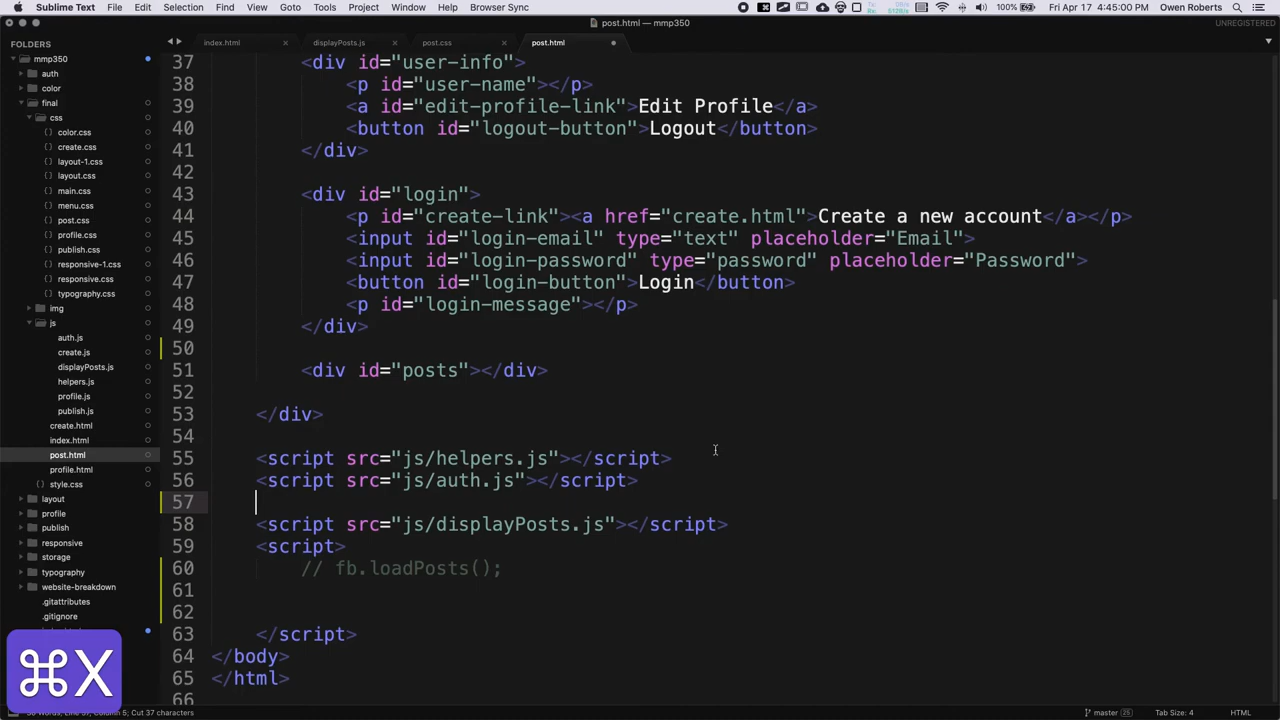 Sublime Text File Edit Selection Find View Goto Tools Project Window Help Browser Sync
100% Fri Apr 17 4:45:00 PM Owen Roberts
post.html — mmp350
UNREGISTERED
FOLDERS
mmp350
auth
color
final
css
color.css
create.css
layout-1.css
layout.css
main.css
menu.css
post.css
profile.css
publish.css
responsive-1.css
responsive.css
typography.css
img
js
auth.js
create.js
displayPosts.js
helpers.js
profile.js
publish.js
create.html
index.html
post.html
profile.html
style.css
layout
profile
publish
responsive
storage
typography
website-breakdown
.gitattributes
.gitignore
index.html
displayPosts.js
post.css
post.html
37 <div id="user-info">
38 <p id="user-name"></p>
39 <a id="edit-profile-link">Edit Profile</a>
40 <button id="logout-button">Logout</button>
41 </div>
42
43 <div id="login">
44 <p id="create-link"><a href="create.html">Create a new account</a></p>
45 <input id="login-email" type="text" placeholder="Email">
46 <input id="login-password" type="password" placeholder="Password">
47 <button id="login-button">Login</button>
48 <p id="login-message"></p>
49 </div>
50
51 <div id="posts"></div>
52
53 </div>
54
55 <script src="js/helpers.js"></script>
56 <script src="js/auth.js"></script>
57
58 <script src="js/displayPosts.js"></script>
59 <script>
60 // fb.loadPosts();
61
62
63 </script>
64 </body>
65 </html>
66
⌘X
Column 5; Cut 37 characters
master 25 Tab Size: 4 HTML